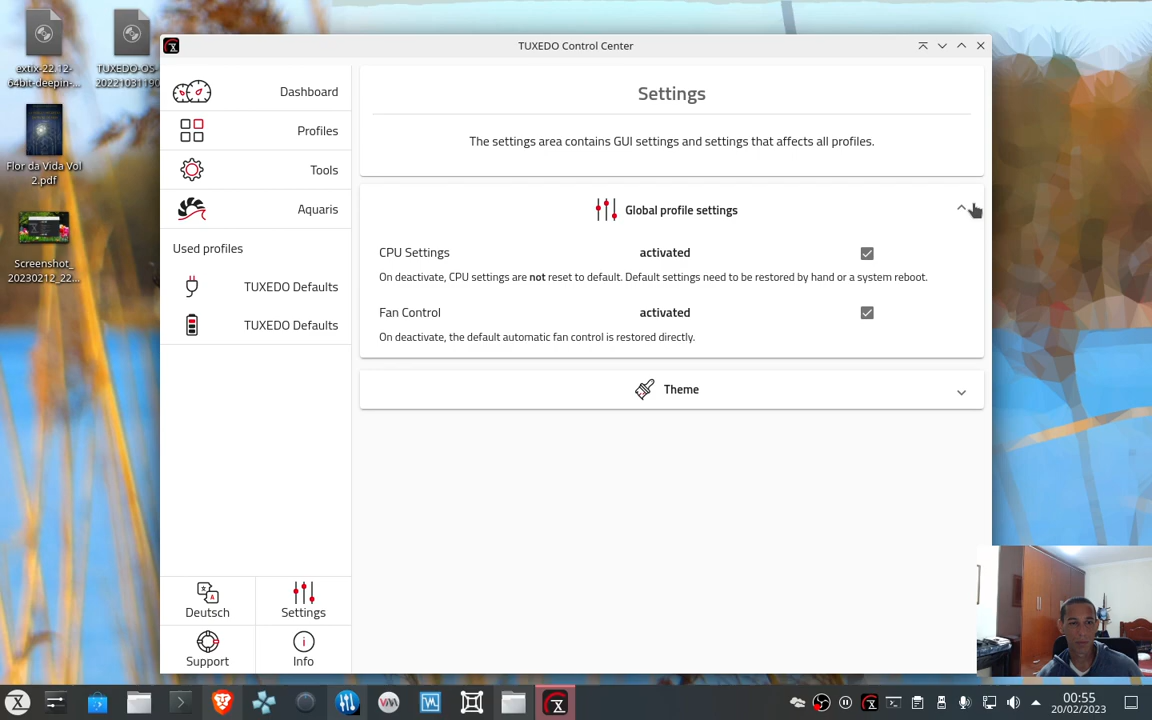 extix-22.12-
64bit-deepin-...
TUXEDO-OS-
20221031190
Flor da Vida Vol
2.pdf
Screenshot_
20230212_22...
TUXEDO Control Center
Dashboard
Profiles
Tools
Aquaris
Used profiles
TUXEDO Defaults
TUXEDO Defaults
Deutsch
Settings
Support
Info
Settings
The settings area contains GUI settings and settings that affects all profiles.
Global profile settings
CPU Settings
activated
On deactivate, CPU settings are not reset to default. Default settings need to be restored by hand or a system reboot.
Fan Control
activated
On deactivate, the default automatic fan control is restored directly.
Theme
00:55
20/02/2023